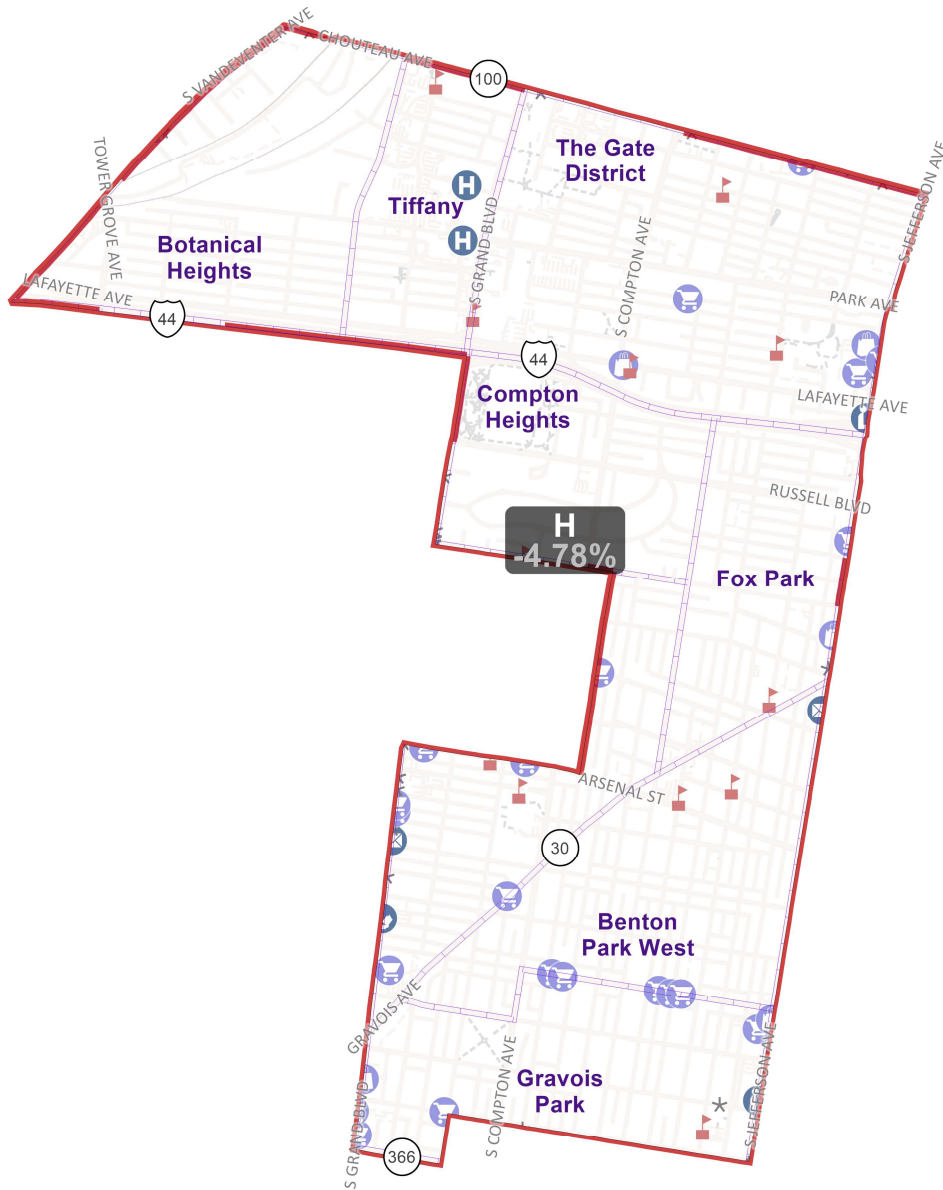 S VANDEVENTER AVE
CHOUTEAU AVE
100
The Gate
District
TOWER GROVE AVE
H
Tiffany
H
S GRAND BLVD
S COMPTON AVE
S JEFFERSON AVE
Botanical
Heights
LAFAYETTE AVE
44
PARK AVE
44
Compton
Heights
LAFAYETTE AVE
RUSSELL BLVD
H
-4.78%
Fox Park
ARSENAL ST
30
Benton
Park West
GRAVOIS AVE
S COMPTON AVE
Gravois
Park
S JEFFERSON AVE
S GRAND BLVD
366